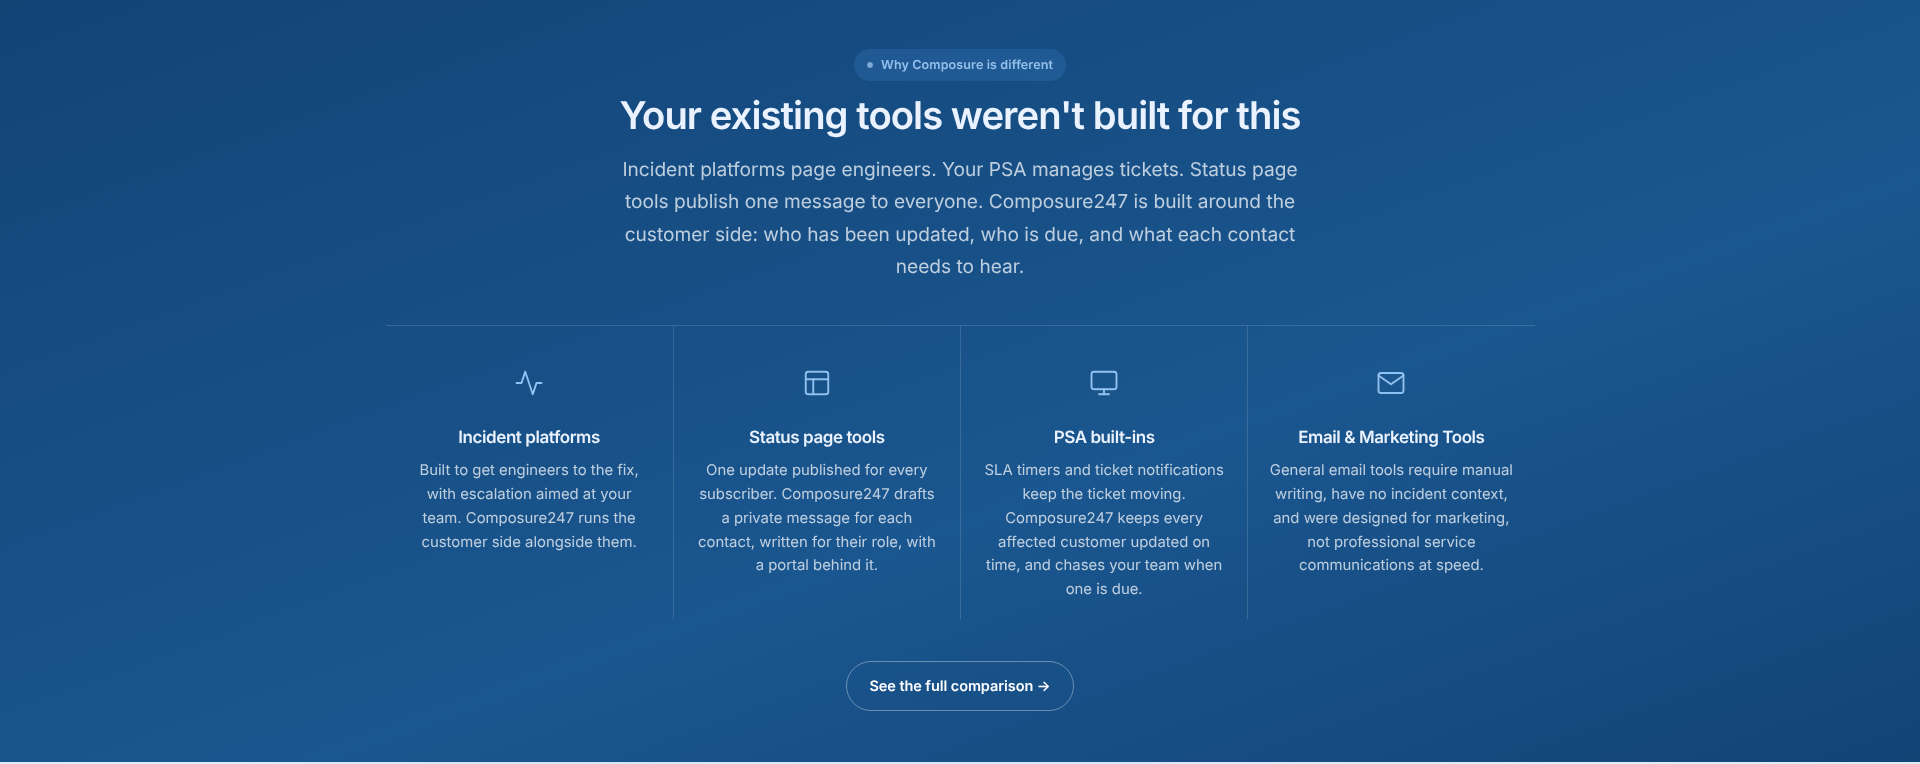 Why Composure is different
Your existing tools weren't built for this
Incident platforms page engineers. Your PSA manages tickets. Status page
tools publish one message to everyone. Composure247 is built around the
customer side: who has been updated, who is due, and what each contact
needs to hear.
Incident platforms
Built to get engineers to the fix,
with escalation aimed at your
team. Composure247 runs the
customer side alongside them.
Status page tools
One update published for every
subscriber. Composure247 drafts
a private message for each
contact, written for their role, with
a portal behind it.
PSA built-ins
SLA timers and ticket notifications
keep the ticket moving.
Composure247 keeps every
affected customer updated on
time, and chases your team when
one is due.
Email & Marketing Tools
General email tools require manual
writing, have no incident context,
and were designed for marketing,
not professional service
communications at speed.
See the full comparison →